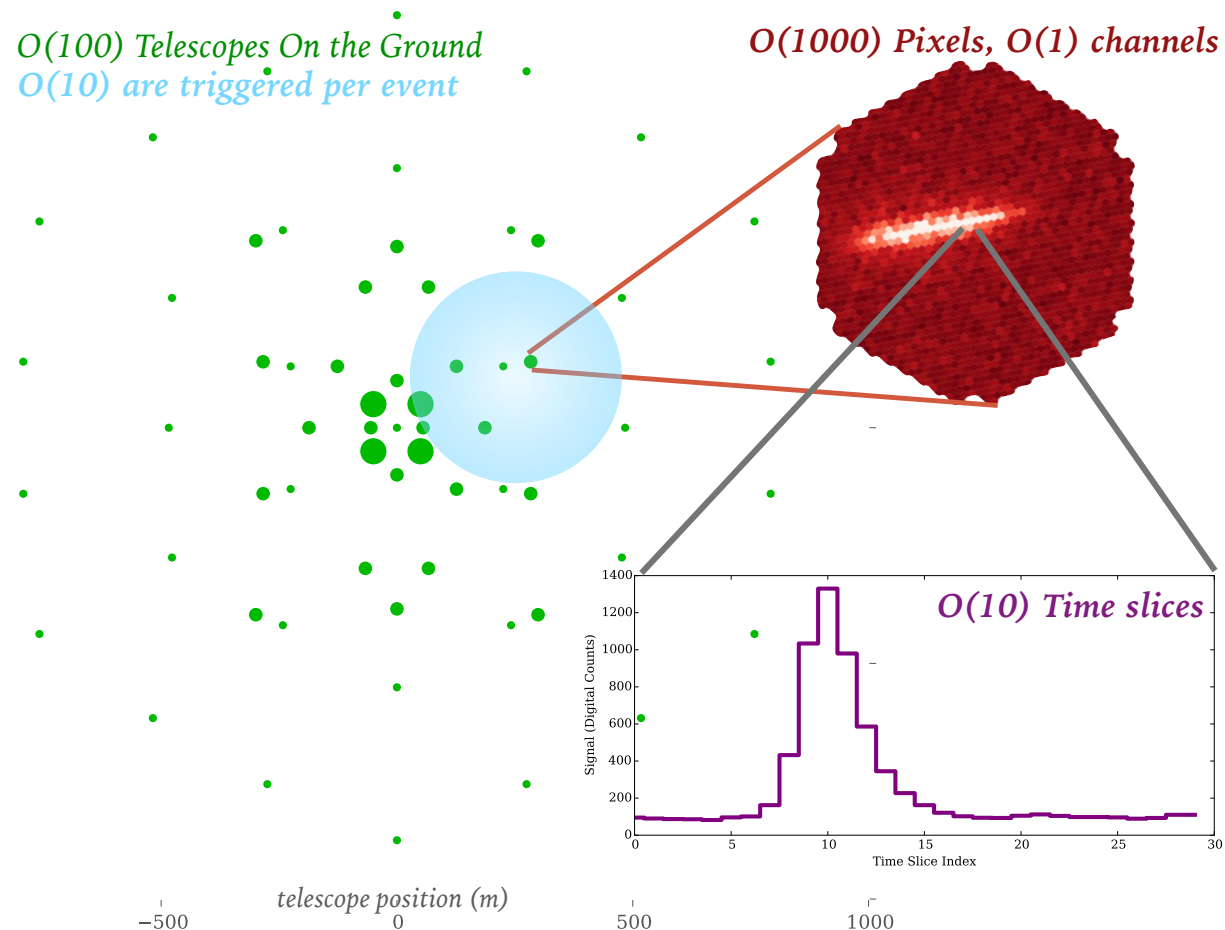 O(100) Telescopes On the Ground
O(10) are triggered per event
O(1000) Pixels, O(1) channels
O(10) Time slices
Signal (Digital Counts)
1400
1200
1000
800
600
400
200
0
0 5 10 15 20 25 30
Time Slice Index
telescope position (m)
−500 0 500 1000